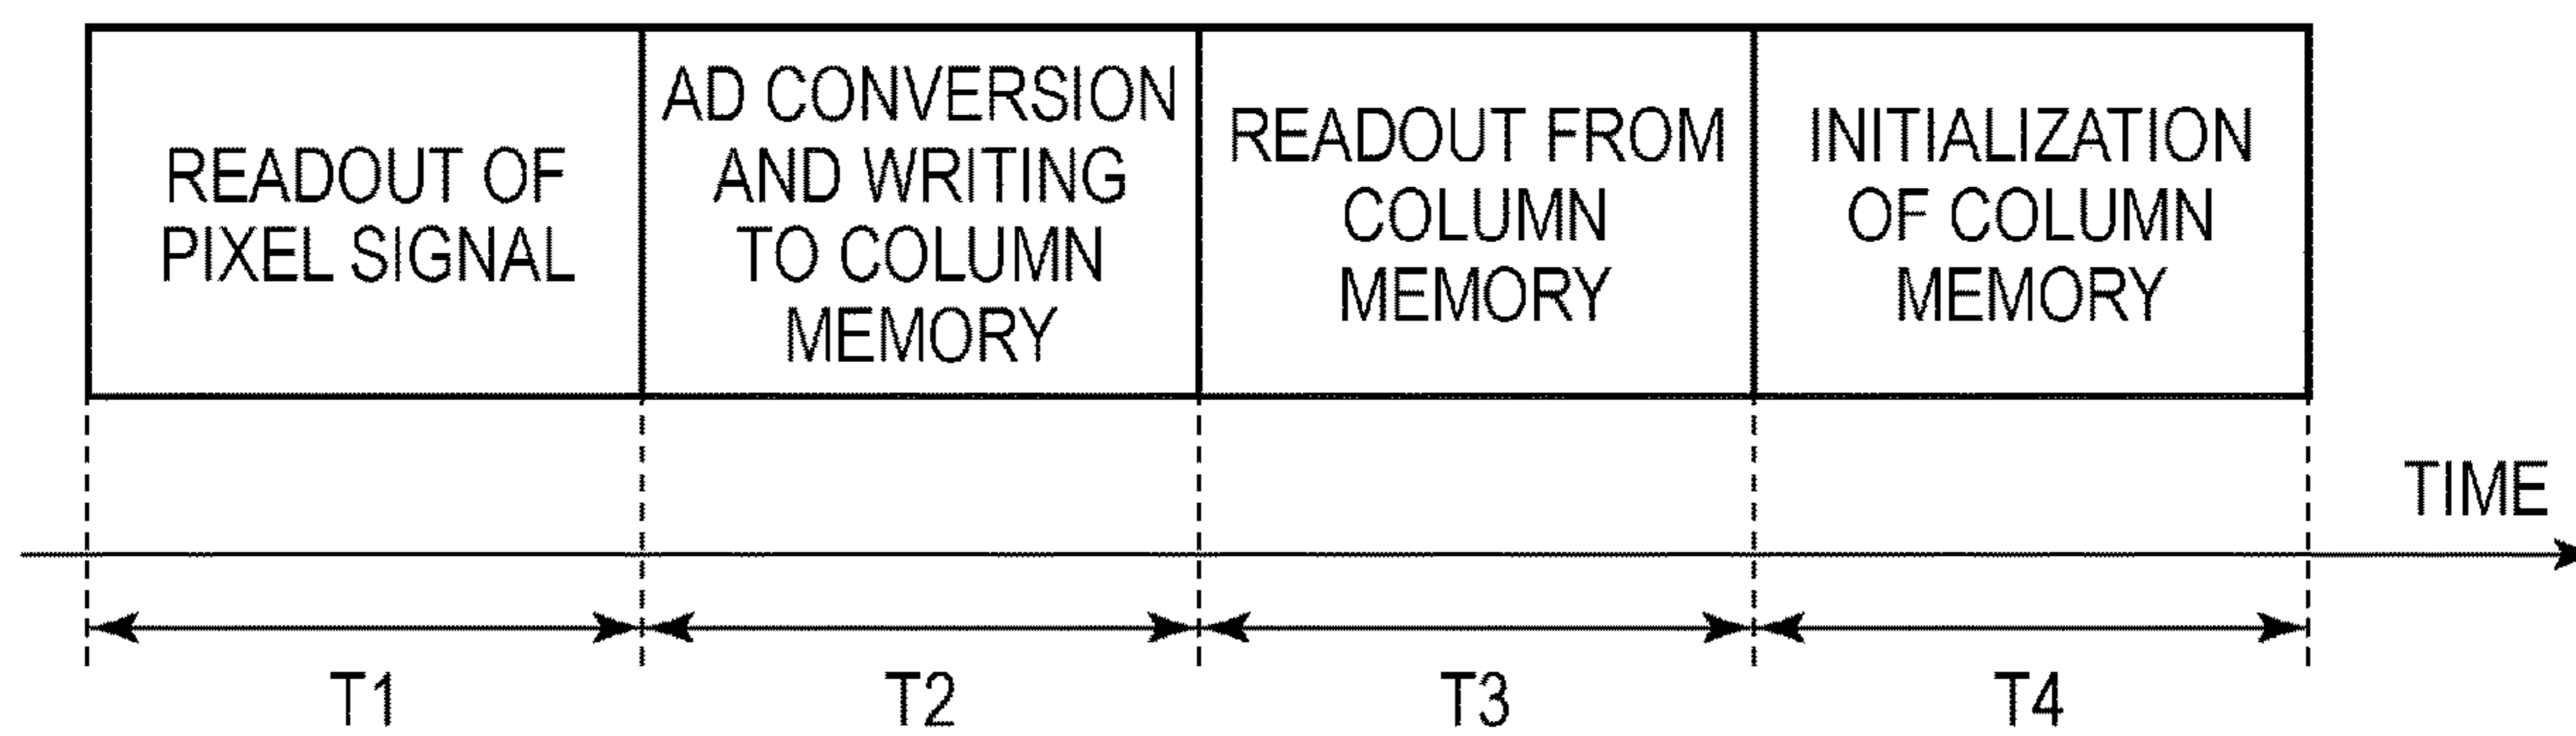 READOUT OF
PIXEL SIGNAL
AD CONVERSION
AND WRITING
TO COLUMN
MEMORY
READOUT FROM
COLUMN
MEMORY
INITIALIZATION
OF COLUMN
MEMORY
TIME
T1
T2
T3
T4